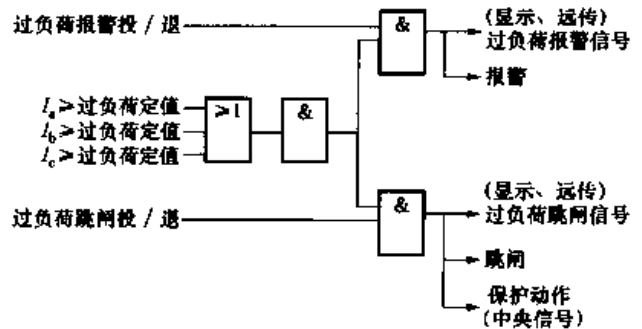 过负荷报警投／退
&
(显示、远传)
过负荷报警信号
报警
Iₐ≥过负荷定值
I_b≥过负荷定值
I_c≥过负荷定值
≥1
&
过负荷跳闸投／退
&
(显示、远传)
过负荷跳闸信号
跳闸
保护动作
(中央信号)